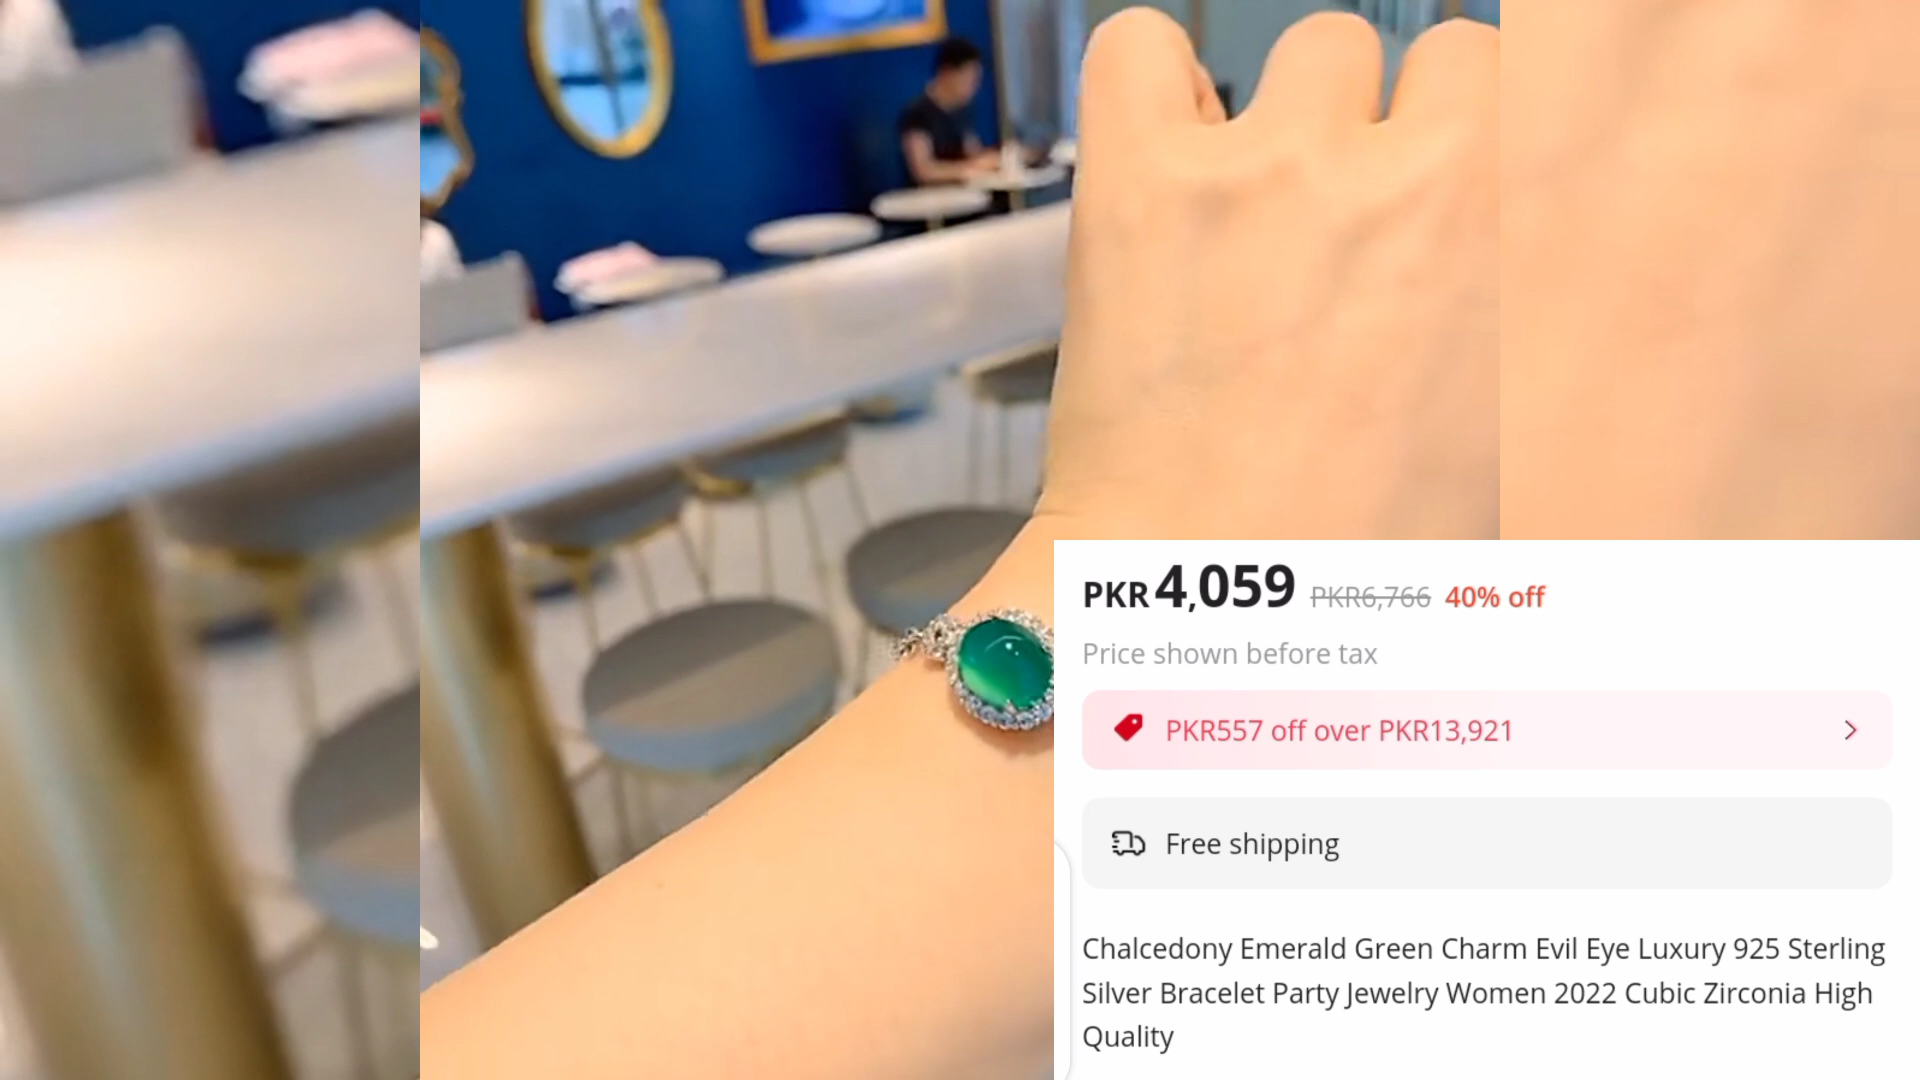 PKR4,059 PKR6,766 40% off
Price shown before tax
PKR557 off over PKR13,921
Free shipping
Chalcedony Emerald Green Charm Evil Eye Luxury 925 Sterling
Silver Bracelet Party Jewelry Women 2022 Cubic Zirconia High
Quality